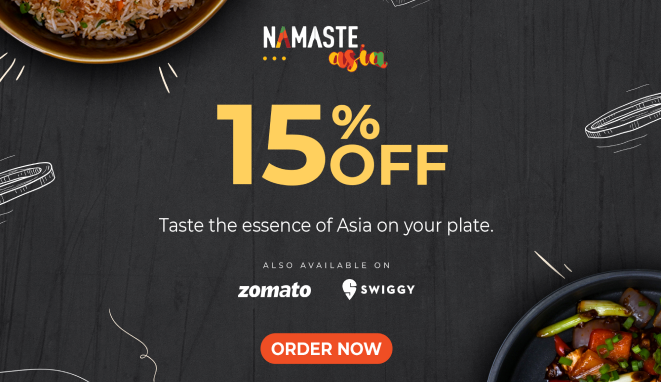 NAMASTE
asia
15%
OFF
Taste the essence of Asia on your plate.
ALSO AVAILABLE ON
zomato SWIGGY
ORDER NOW